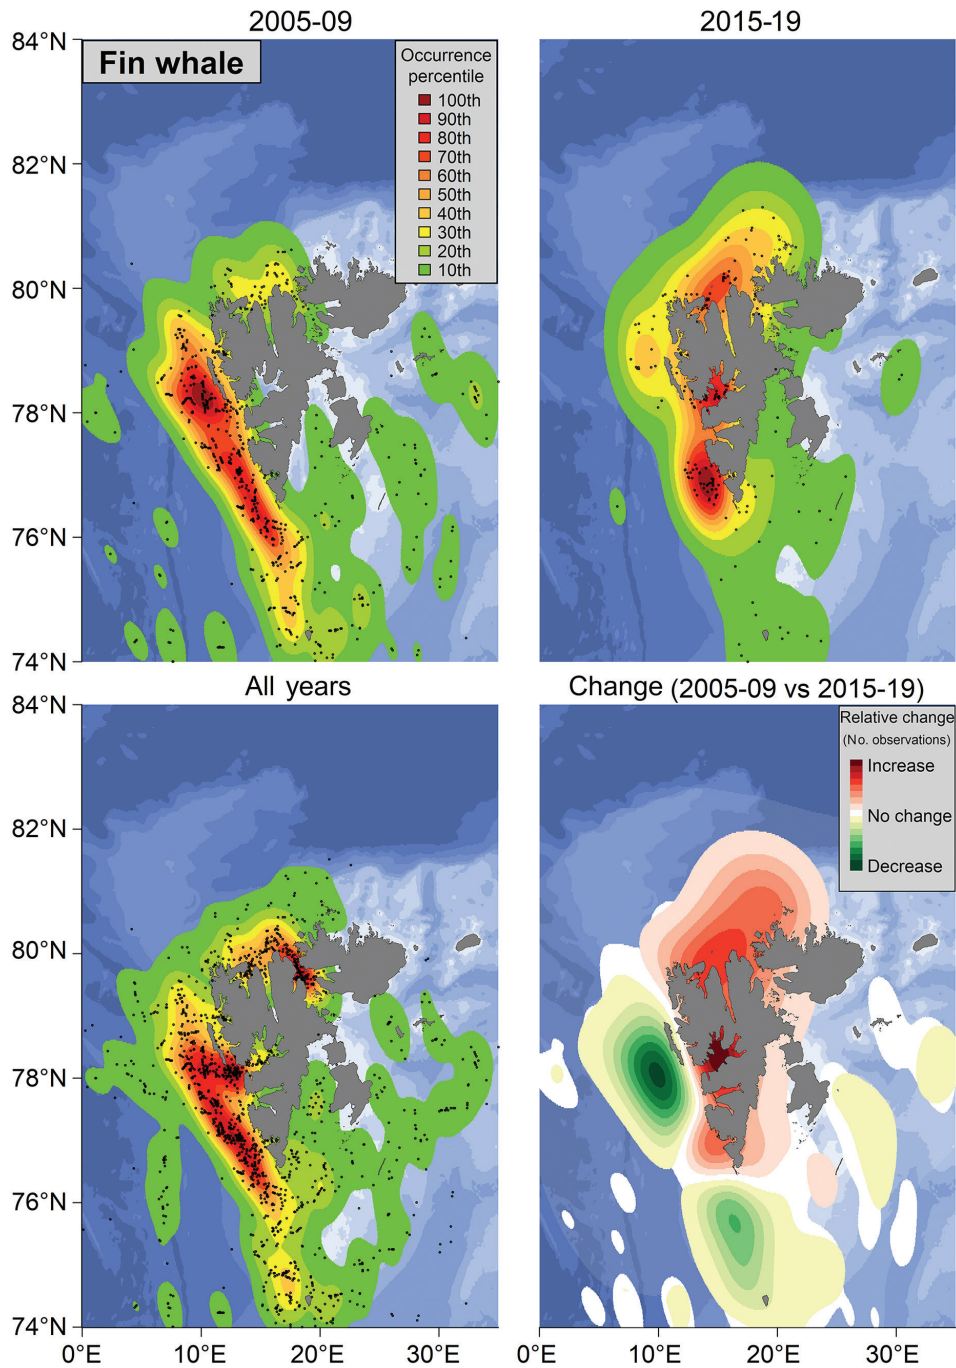 2005-09
2015-19
84°N
82°N
80°N
78°N
76°N
74°N
Fin whale
Occurrence
percentile
100th
90th
80th
70th
60th
50th
40th
30th
20th
10th
All years
Change (2005-09 vs 2015-19)
84°N
82°N
80°N
78°N
76°N
74°N
Relative change
(No. observations)
Increase
No change
Decrease
0°E
10°E
20°E
30°E
0°E
10°E
20°E
30°E